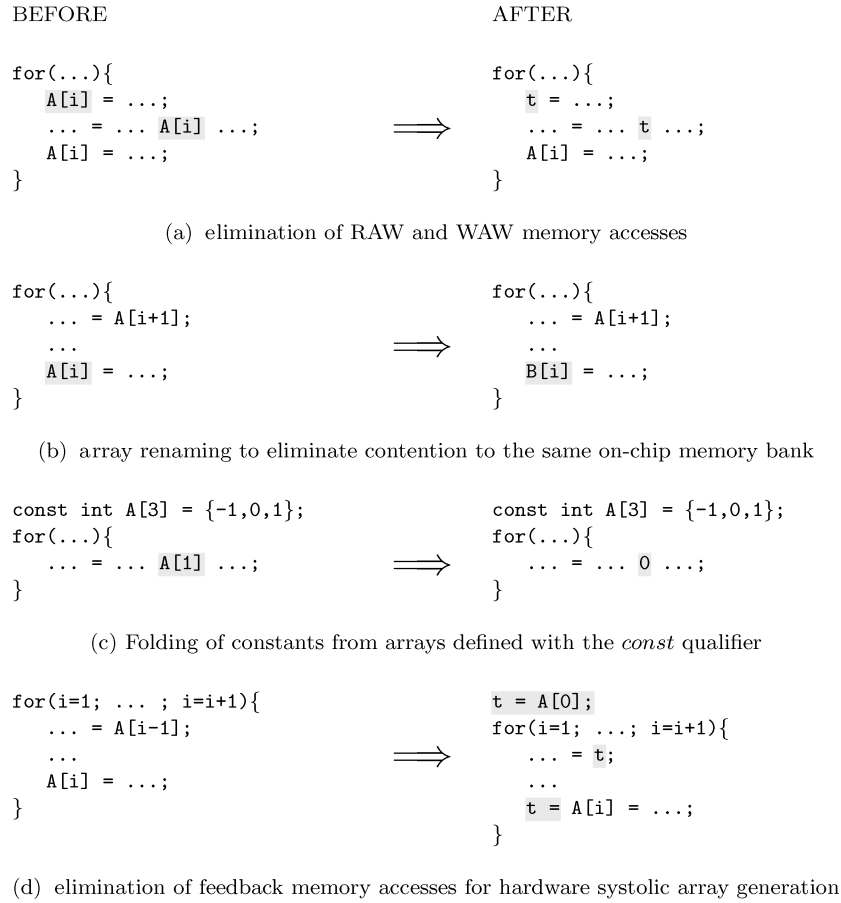 BEFORE AFTER
for(...){ for(...){
A[i] = ...; t = ...;
... = ... A[i] ...; ... = ... t ...;
A[i] = ...; A[i] = ...;
} }
(a) elimination of RAW and WAW memory accesses
for(...){ for(...){
... = A[i+1]; ... = A[i+1];
... ...
A[i] = ...; B[i] = ...;
} }
(b) array renaming to eliminate contention to the same on-chip memory bank
const int A[3] = {-1,0,1}; const int A[3] = {-1,0,1};
for(...){ for(...){
... = ... A[1] ...; ... = ... 0 ...;
} }
(c) Folding of constants from arrays defined with the const qualifier
for(i=1; ... ; i=i+1){ t = A[0];
... = A[i-1]; for(i=1; ...; i=i+1){
... ... = t;
A[i] = ...; ...
} t = A[i] = ...;
}
(d) elimination of feedback memory accesses for hardware systolic array generation